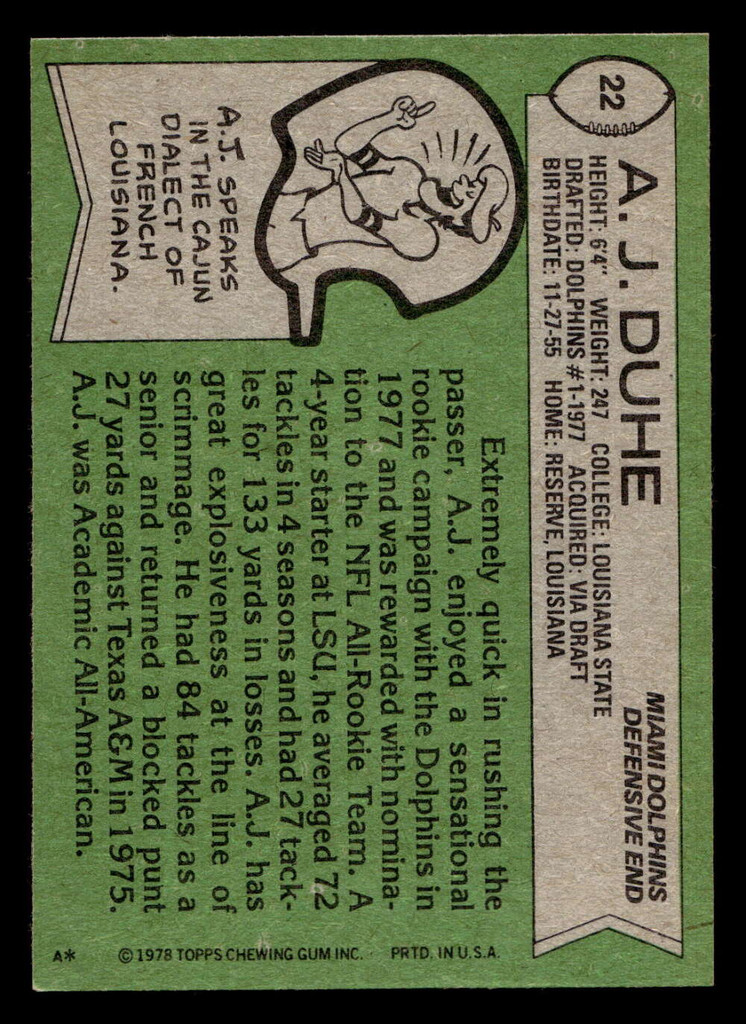 22
A. J. DUHE
MIAMI DOLPHINS
DEFENSIVE END
HEIGHT: 6'4" WEIGHT: 247 COLLEGE: LOUISIANA STATE
DRAFTED: DOLPHINS #1-1977 ACQUIRED: VIA DRAFT
BIRTHDATE: 11-27-55 HOME: RESERVE, LOUISIANA
A.J. SPEAKS
IN THE CAJUN
DIALECT OF
FRENCH
LOUISIANA.
Extremely quick in rushing the
passer, A.J. enjoyed a sensational
rookie campaign with the Dolphins in
1977 and was rewarded with nomina-
tion to the NFL All-Rookie Team. A
4-year starter at LSU, he averaged 72
tackles in 4 seasons and had 27 tack-
les for 133 yards in losses. A.J. has
great explosiveness at the line of
scrimmage. He had 84 tackles as a
senior and returned a blocked punt
27 yards against Texas A&M in 1975.
A.J. was Academic All-American.
A* © 1978 TOPPS CHEWING GUM INC. PRTD. IN U.S.A.